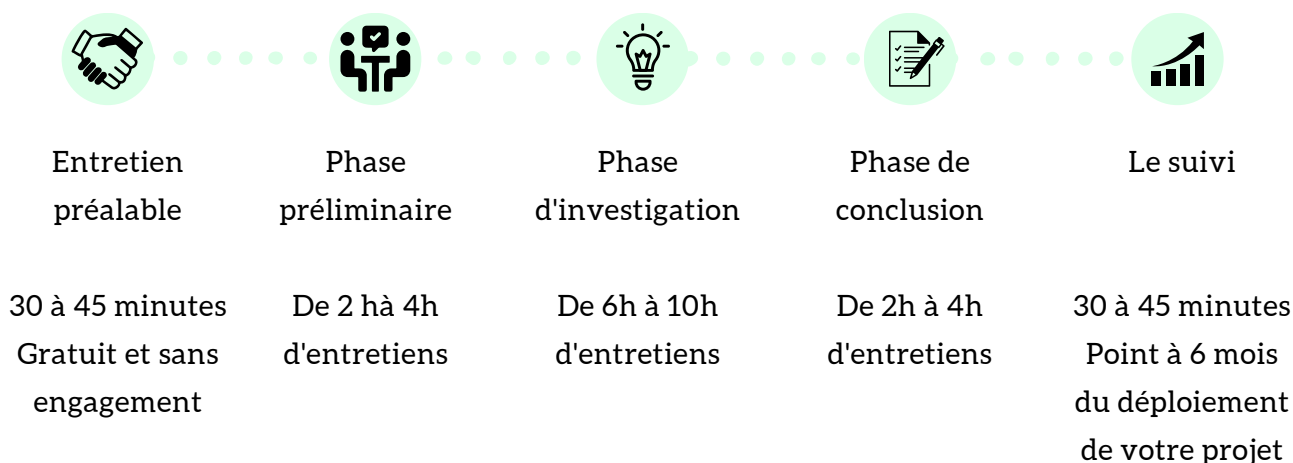 Entretien
préalable
30 à 45 minutes
Gratuit et sans
engagement
Phase
préliminaire
De 2 hà 4h
d'entretiens
Phase
d'investigation
De 6h à 10h
d'entretiens
Phase de
conclusion
De 2h à 4h
d'entretiens
Le suivi
30 à 45 minutes
Point à 6 mois
du déploiement
de votre projet